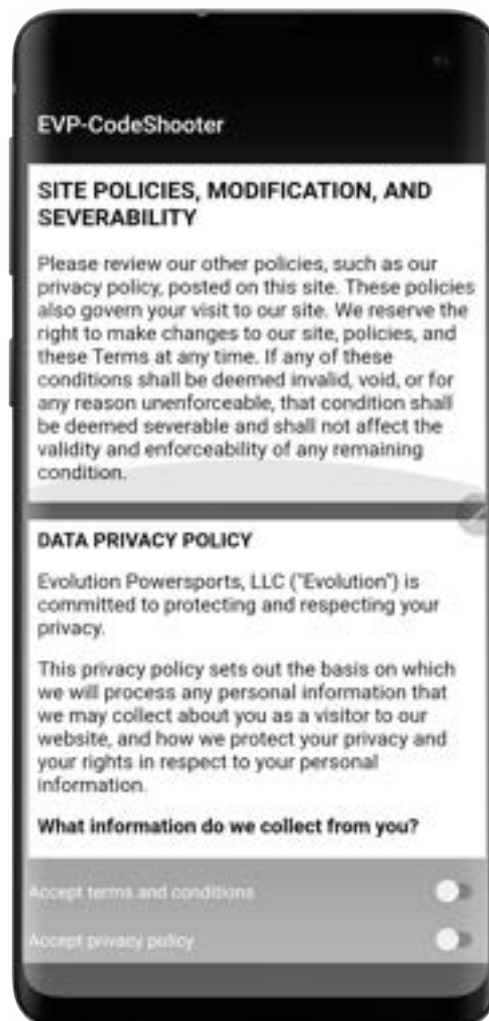 EVP-CodeShooter
SITE POLICIES, MODIFICATION, AND
SEVERABILITY
Please review our other policies, such as our
privacy policy, posted on this site. These policies
also govern your visit to our site. We reserve the
right to make changes to our site, policies, and
these Terms at any time. If any of these
conditions shall be deemed invalid, void, or for
any reason unenforceable, that condition shall
be deemed severable and shall not affect the
validity and enforceability of any remaining
condition.
DATA PRIVACY POLICY
Evolution Powersports, LLC ("Evolution") is
committed to protecting and respecting your
privacy.
This privacy policy sets out the basis on which
we will process any personal information that
we may collect about you as a visitor to our
website, and how we protect your privacy and
your rights in respect to your personal
information.
What information do we collect from you?
Accept terms and conditions
Accept privacy policy